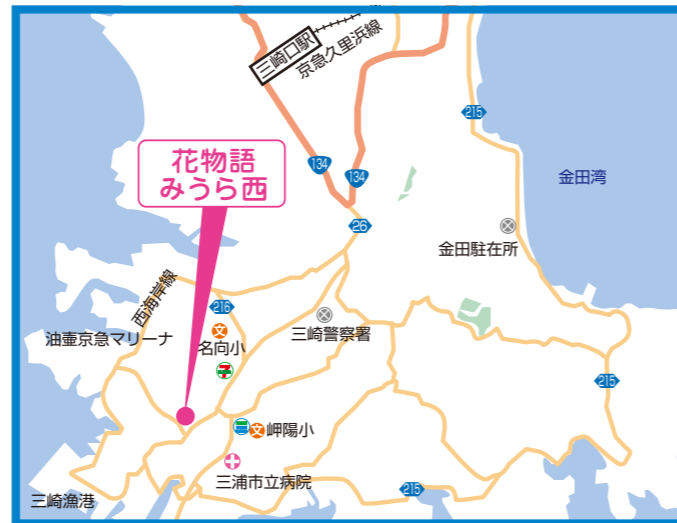 三崎口駅
京急久里浜線
215
134
134
花物語
みうら西
金田湾
26
金田駐在所
西海岸線
216
三崎警察署
油壷京急マリーナ
文
名向小
7
215
文
岬陽小
三浦市立病院
215
三崎漁港